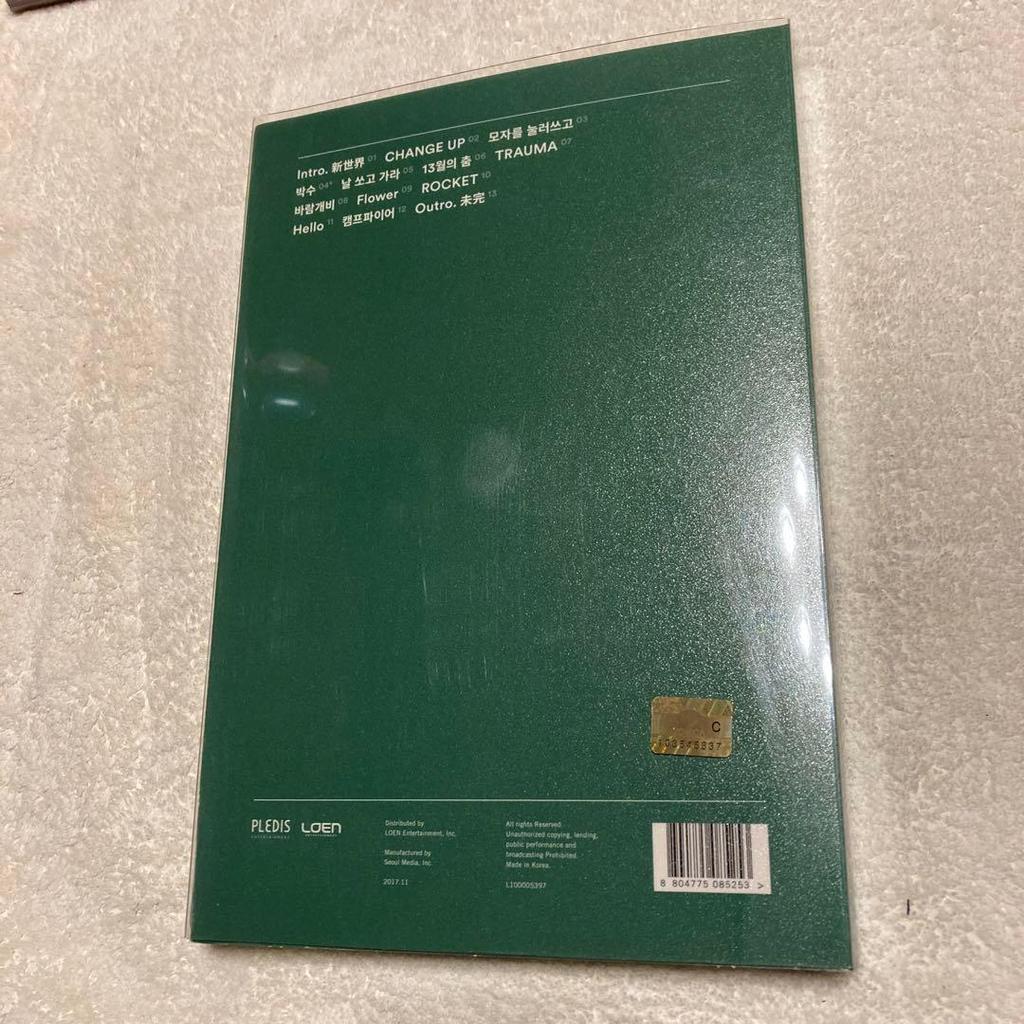 Intro. 新世界 01 CHANGE UP 02 모자를 눌러쓰고 03
박수 04* 날 쏘고 가라 05 13월의 춤 06 TRAUMA 07
바람개비 08 Flower 09 ROCKET 10
Hello 11 캠프파이어 12 Outro. 未完 13
C
PLEDIS
ENTERTAINMENT
LOEN
ENTERTAINMENT
Distributed by
LOEN Entertainment, Inc.
Manufactured by
Seoul Media, Inc.
2017.11
All rights Reserved.
Unauthorized copying, lending,
public performance and
broadcasting Prohibited.
Made in Korea.
L100005397
8 804775 085253 >